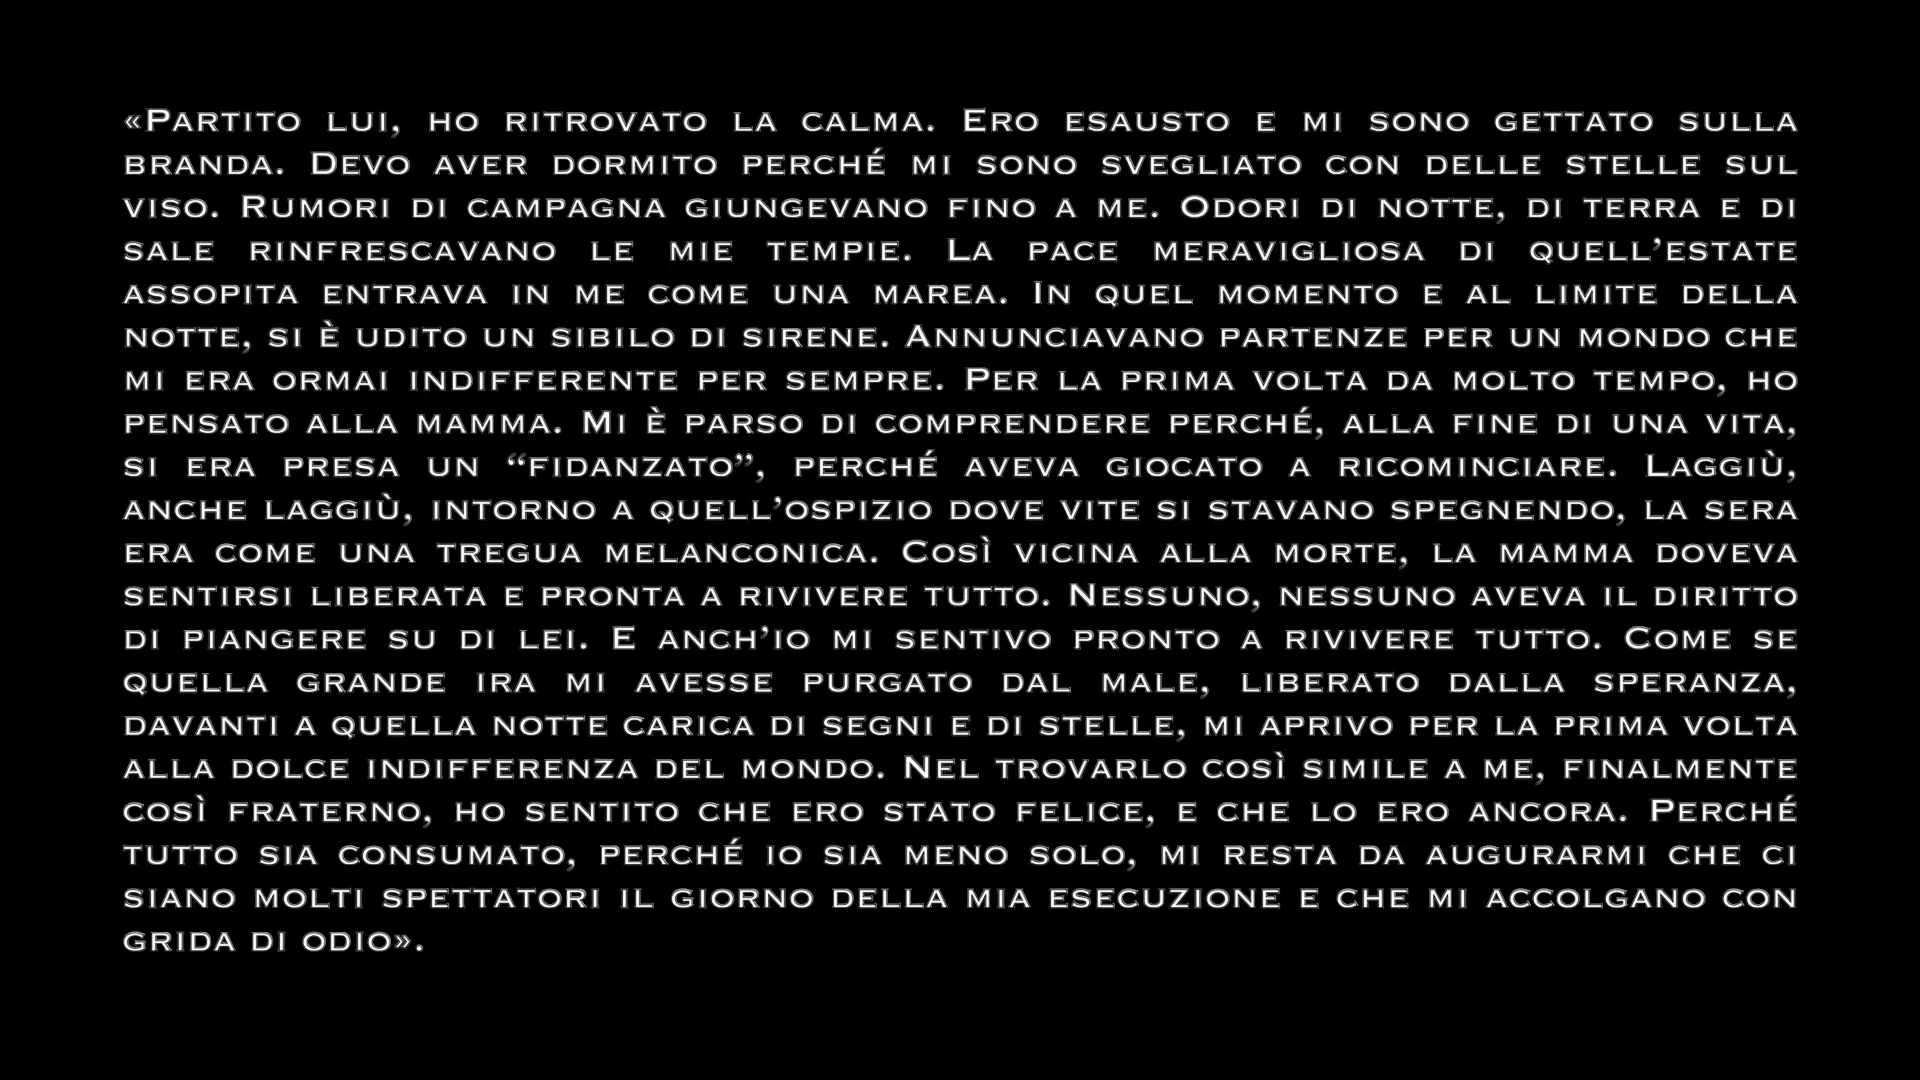 «Partito lui, ho ritrovato la calma. Ero esausto e mi sono gettato sulla
branda. Devo aver dormito perché mi sono svegliato con delle stelle sul
viso. Rumori di campagna giungevano fino a me. Odori di notte, di terra e di
sale rinfrescavano le mie tempie. La pace meravigliosa di quell’estate
assopita entrava in me come una marea. In quel momento e al limite della
notte, si è udito un sibilo di sirene. Annunciavano partenze per un mondo che
mi era ormai indifferente per sempre. Per la prima volta da molto tempo, ho
pensato alla mamma. Mi è parso di comprendere perché, alla fine di una vita,
si era presa un “fidanzato”, perché aveva giocato a ricominciare. Laggiù,
anche laggiù, intorno a quell’ospizio dove vite si stavano spegnendo, la sera
era come una tregua melanconica. Così vicina alla morte, la mamma doveva
sentirsi liberata e pronta a rivivere tutto. Nessuno, nessuno aveva il diritto
di piangere su di lei. E anch’io mi sentivo pronto a rivivere tutto. Come se
quella grande ira mi avesse purgato dal male, liberato dalla speranza,
davanti a quella notte carica di segni e di stelle, mi aprivo per la prima volta
alla dolce indifferenza del mondo. Nel trovarlo così simile a me, finalmente
così fraterno, ho sentito che ero stato felice, e che lo ero ancora. Perché
tutto sia consumato, perché io sia meno solo, mi resta da augurarmi che ci
siano molti spettatori il giorno della mia esecuzione e che mi accolgano con
grida di odio».